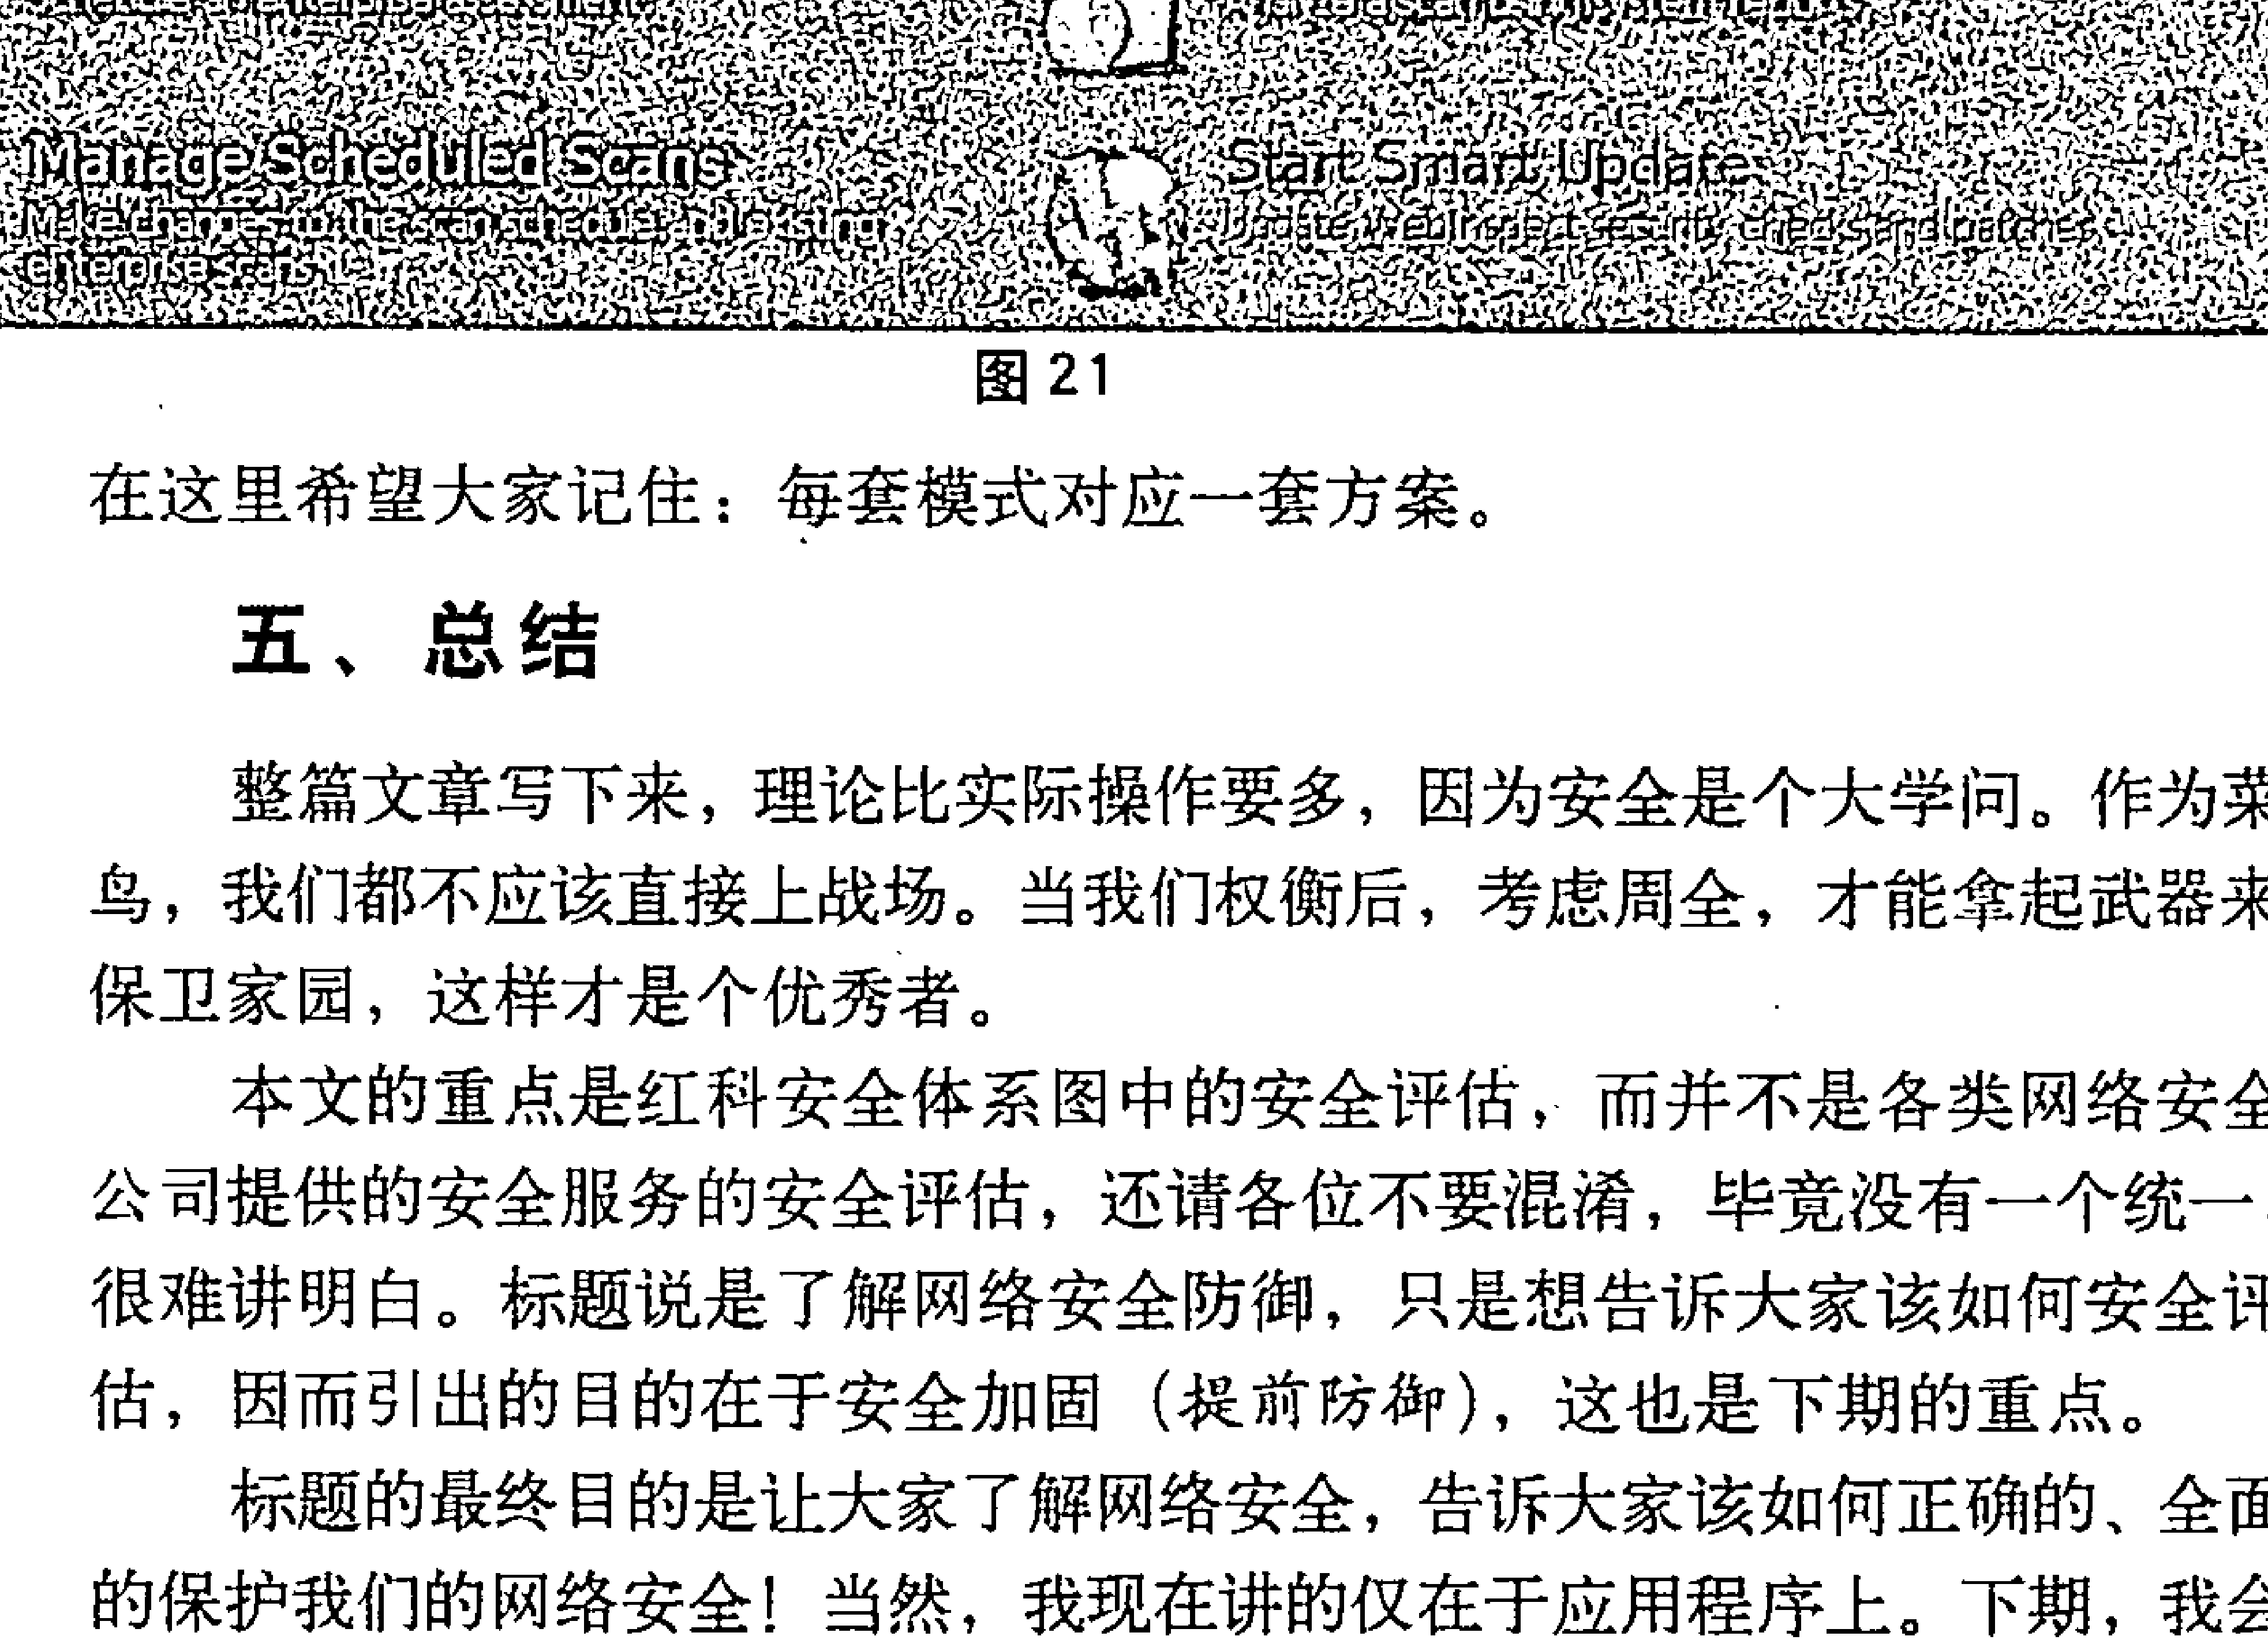 Manage Scheduled Scans
Make changes to the scan schedule
enterprise scans
Start Smart Update
图 21
在这里希望大家记住：每套模式对应一套方案。
五、总结
整篇文章写下来，理论比实际操作要多，因为安全是个大学问。作为菜
鸟，我们都不应该直接上战场。当我们权衡后，考虑周全，才能拿起武器来
保卫家园，这样才是个优秀者。
本文的重点是红科安全体系图中的安全评估，而并不是各类网络安全
公司提供的安全服务的安全评估，还请各位不要混淆，毕竟没有一个统一
很难讲明白。标题说是了解网络安全防御，只是想告诉大家该如何安全评
估，因而引出的目的在于安全加固（提前防御），这也是下期的重点。
标题的最终目的是让大家了解网络安全，告诉大家该如何正确的、全面
的保护我们的网络安全！当然，我现在讲的仅在于应用程序上。下期，我会